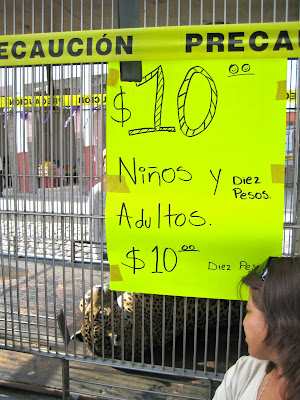 PRECAUCIÓN PRECAU
$10.00
Niños y Diez
Pesos.
Adultos.
$10.00 Diez Pesos